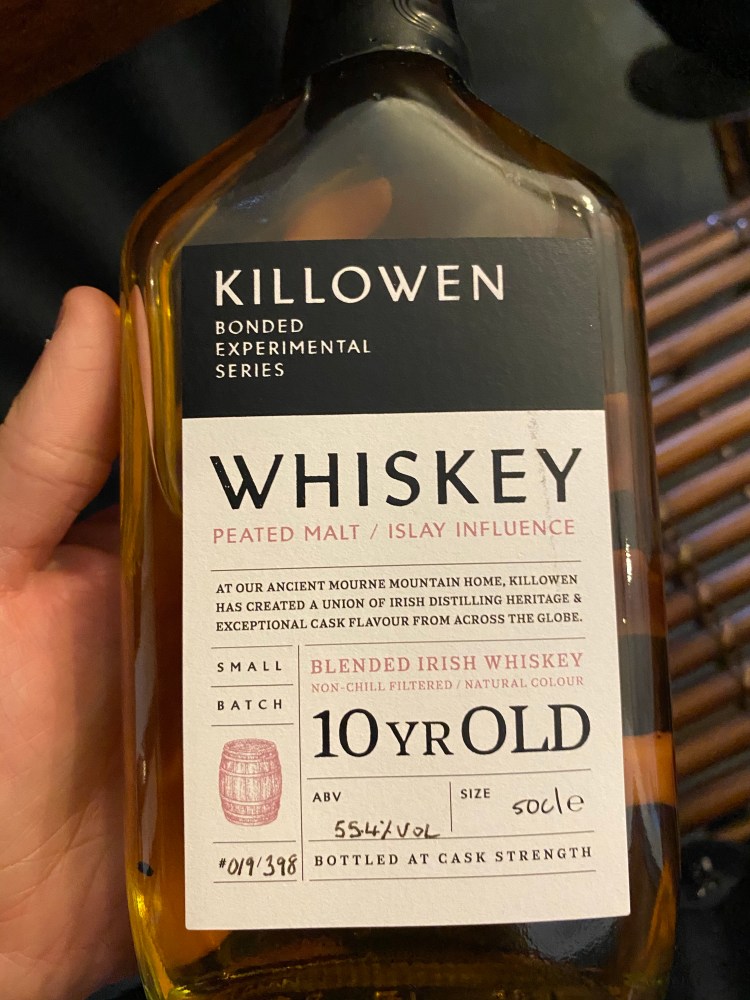 KILLOWEN
BONDED
EXPERIMENTAL
SERIES
WHISKEY
PEATED MALT / ISLAY INFLUENCE
AT OUR ANCIENT MOURNE MOUNTAIN HOME, KILLOWEN
HAS CREATED A UNION OF IRISH DISTILLING HERITAGE &
EXCEPTIONAL CASK FLAVOUR FROM ACROSS THE GLOBE.
SMALL
BATCH
BLENDED IRISH WHISKEY
NON-CHILL FILTERED / NATURAL COLOUR
10 YR OLD
ABV
55.4% VOL
SIZE
50cl e
#019/398
BOTTLED AT CASK STRENGTH